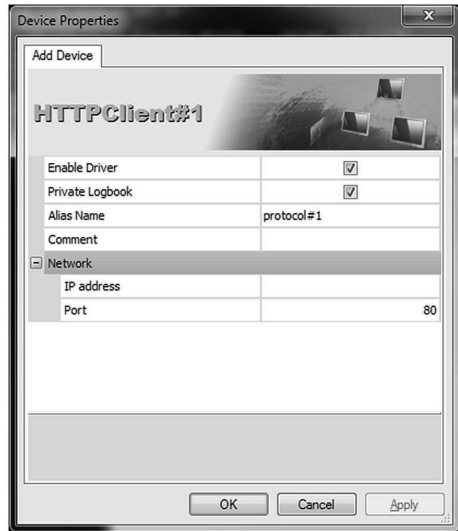 Device Properties
x
Add Device
HTTPClient#1
Enable Driver
Private Logbook
Alias Name protocol#1
Comment
Network
IP address
Port 80
OK Cancel Apply